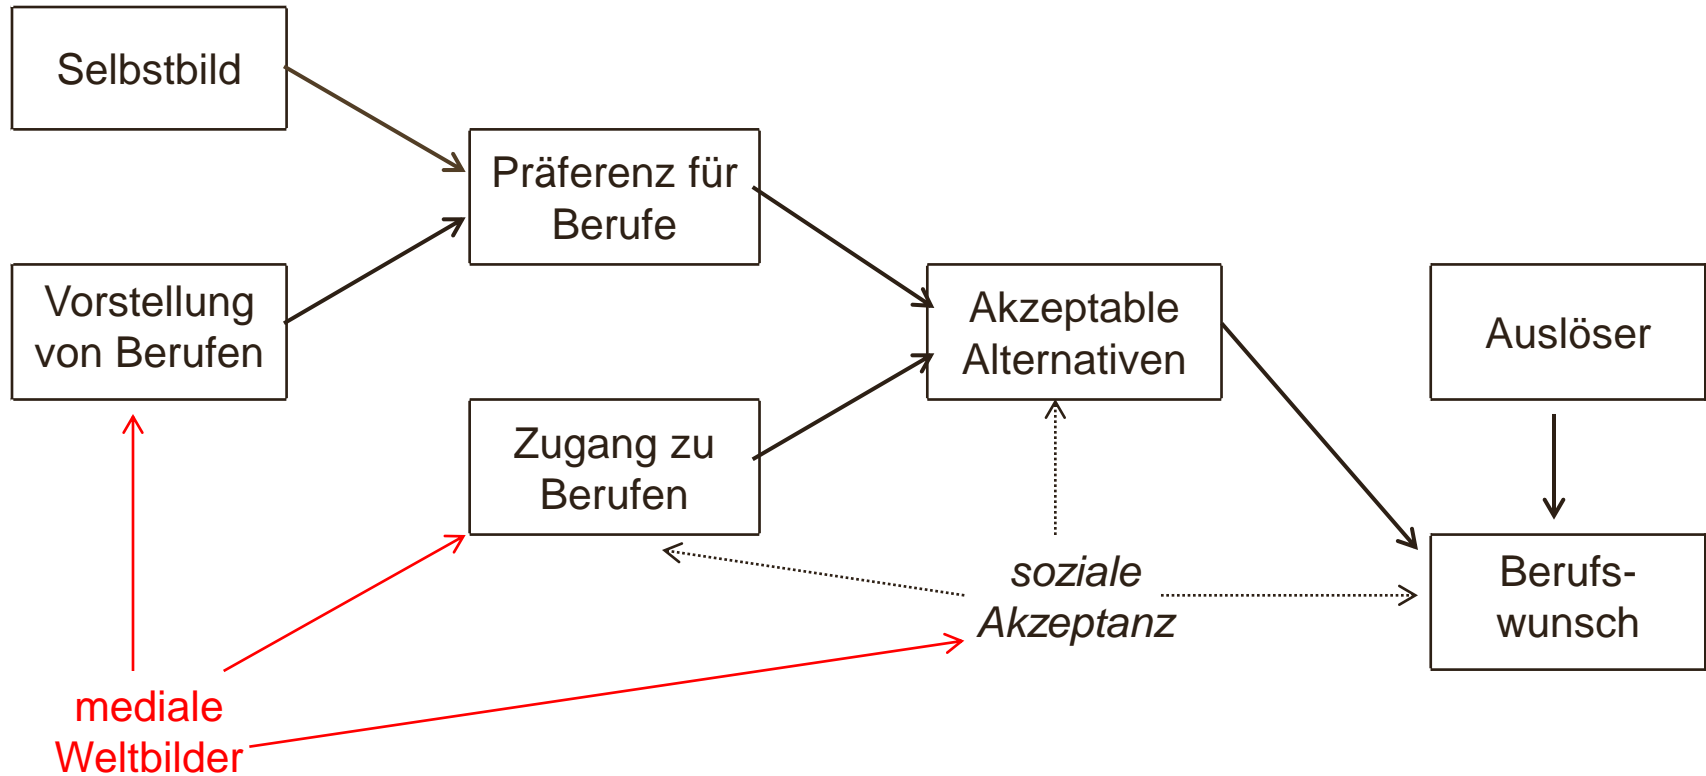 Selbstbild
Präferenz für
Berufe
Vorstellung
von Berufen
Akzeptable
Alternativen
Auslöser
Zugang zu
Berufen
soziale
Akzeptanz
Berufs-
wunsch
mediale
Weltbilder